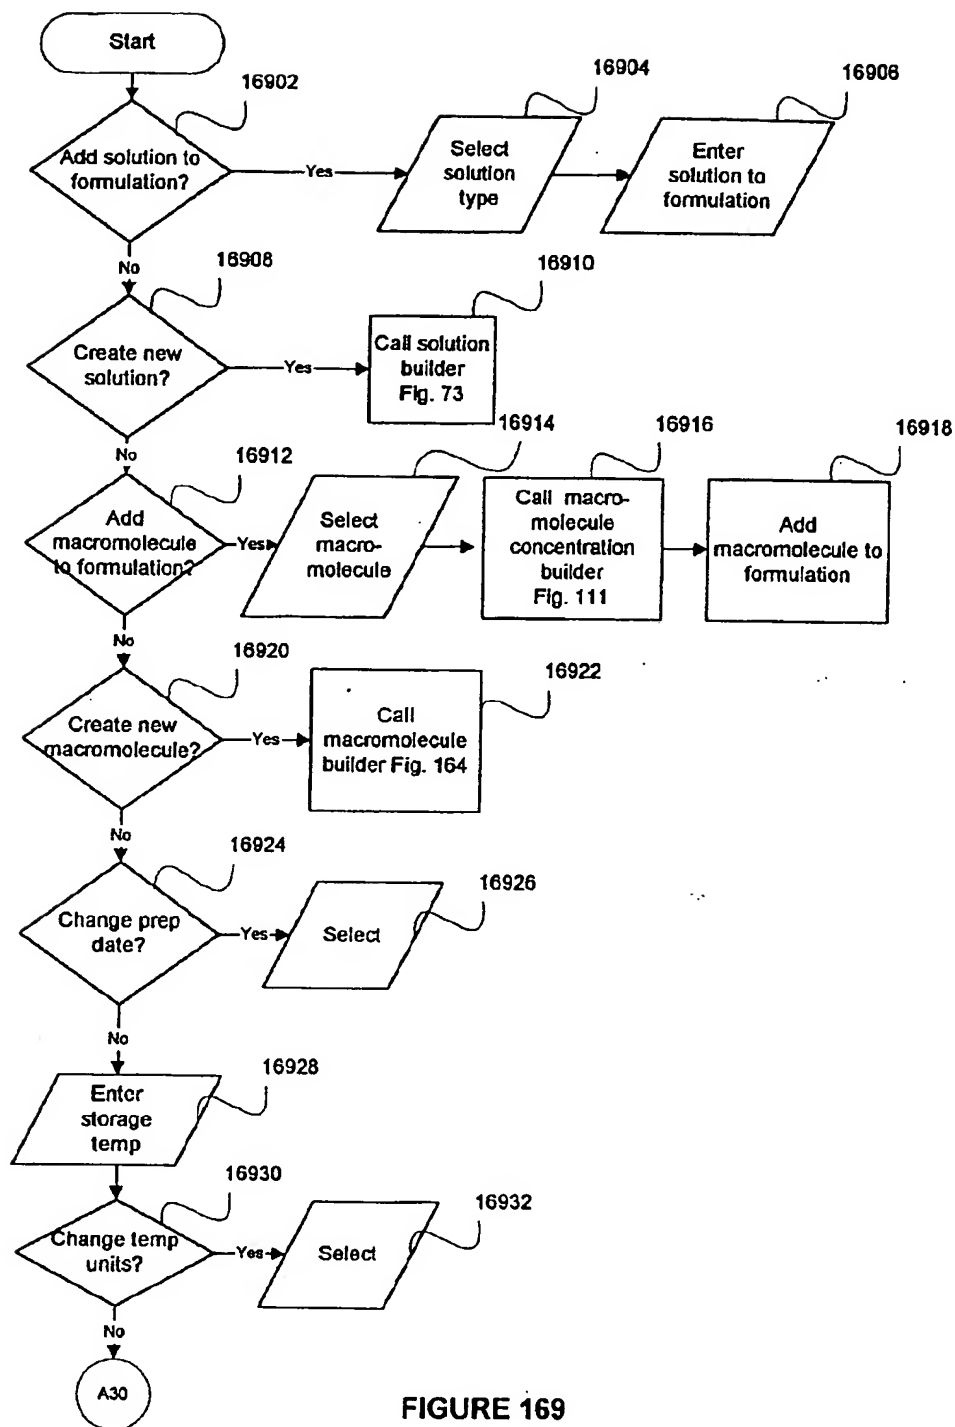 Start
16902
16904
16906
Add solution to
formulation?
Yes
Select
solution
type
Enter
solution to
formulation
No
16908
16910
Create new
solution?
Yes
Call solution
builder
Fig. 73
No
16912
16914
16916
16918
Add
macromolecule
to formulation?
Yes
Select
macro-
molecule
Call macro-
molecule
concentration
builder
Fig. 111
Add
macromolecule to
formulation
No
16920
16922
Create new
macromolecule?
Yes
Call
macromolecule
builder Fig. 164
No
16924
16926
Change prep
date?
Yes
Select
No
16928
Enter
storage
temp
16930
16932
Change temp
units?
Yes
Select
No
A30
FIGURE 169